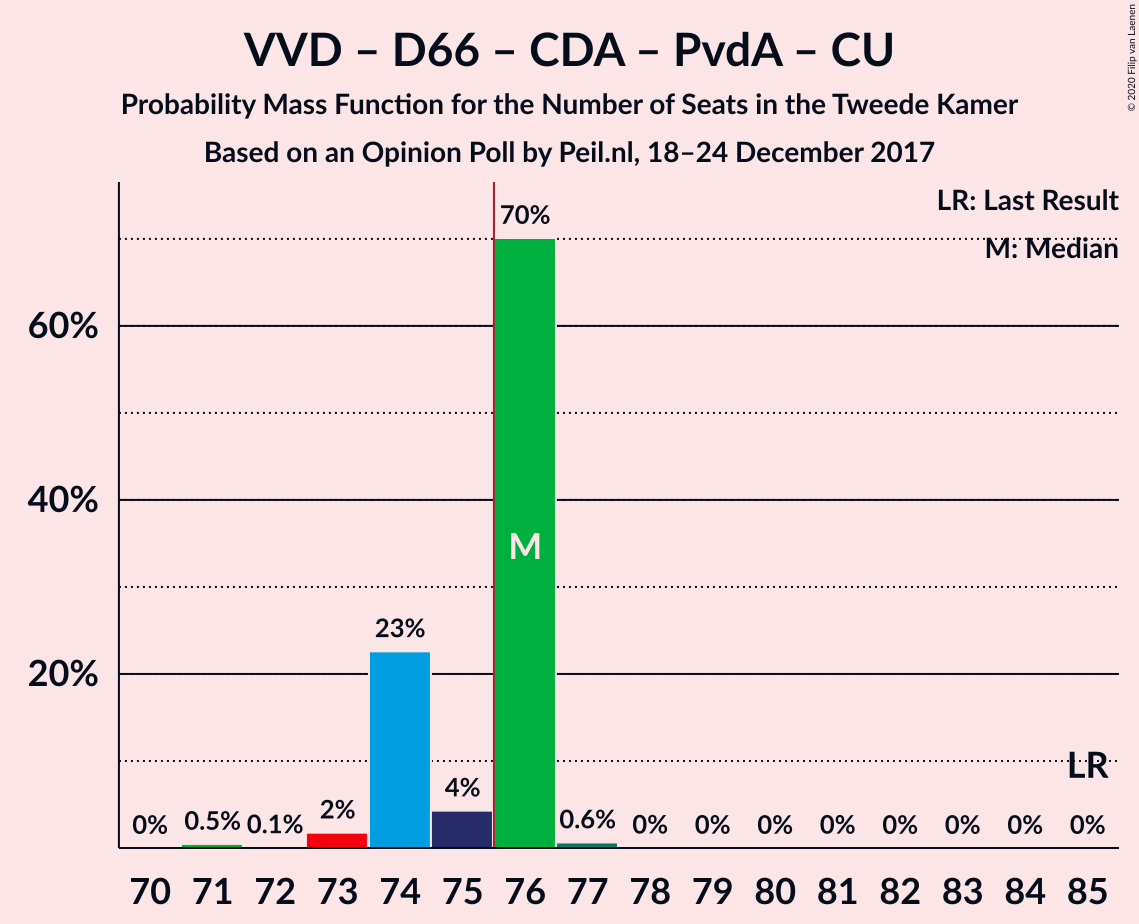 VVD – D66 – CDA – PvdA – CU
Probability Mass Function for the Number of Seats in the Tweede Kamer
Based on an Opinion Poll by Peil.nl, 18–24 December 2017
© 2020 Filip van Laenen
LR: Last Result
M: Median
60%
40%
20%
0%
0.5%
0.1%
2%
23%
4%
70%
0.6%
0%
0%
0%
0%
0%
0%
0%
0%
M
LR
70 71 72 73 74 75 76 77 78 79 80 81 82 83 84 85